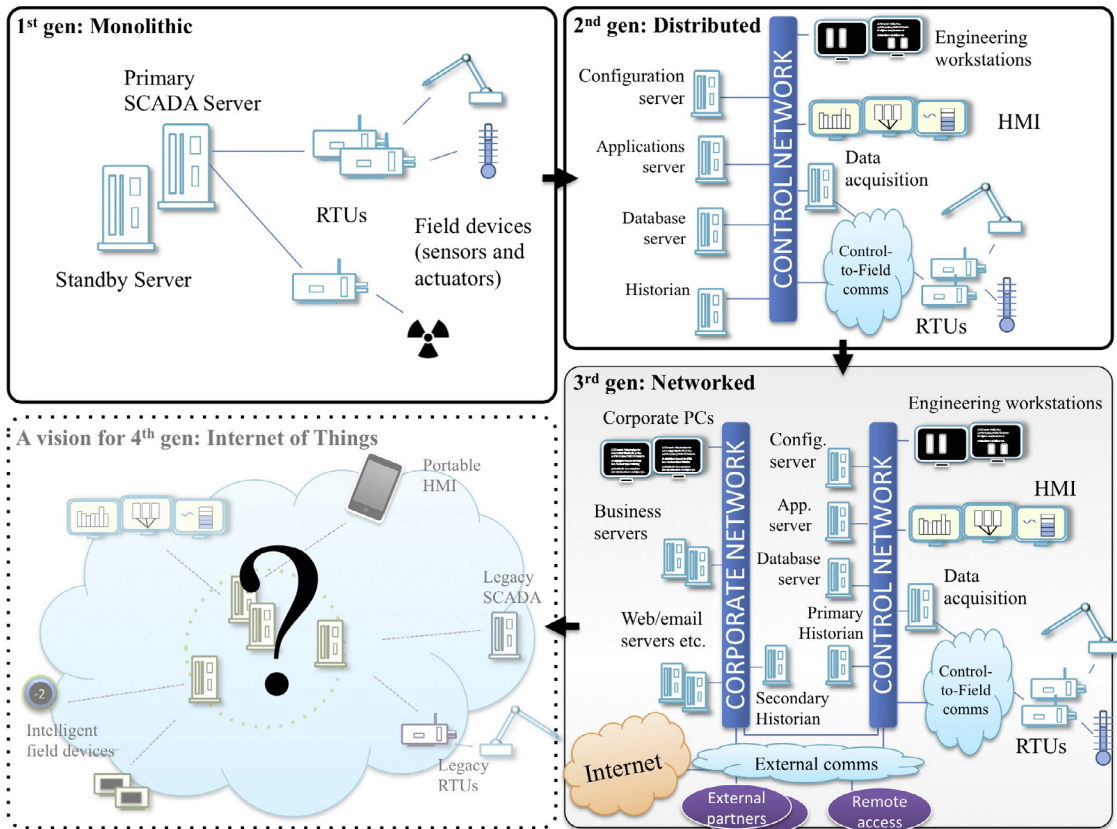 1st gen: Monolithic
Primary
SCADA Server
RTUs
Standby Server
Field devices
(sensors and
actuators)
2nd gen: Distributed
Engineering
workstations
Configuration
server
CONTROL NETWORK
HMI
Applications
server
Data
acquisition
Database
server
Control-
to-Field
comms
Historian
RTUs
3rd gen: Networked
Corporate PCs
Engineering workstations
Config.
server
CORPORATE NETWORK
CONTROL NETWORK
HMI
Business
servers
App.
server
Database
server
Data
acquisition
Web/email
servers etc.
Primary
Historian
Control-
to-Field
comms
Secondary
Historian
RTUs
Internet
External comms
External
partners
Remote
access
A vision for 4th gen: Internet of Things
Portable
HMI
?
Legacy
SCADA
-2
Intelligent
field devices
Legacy
RTUs